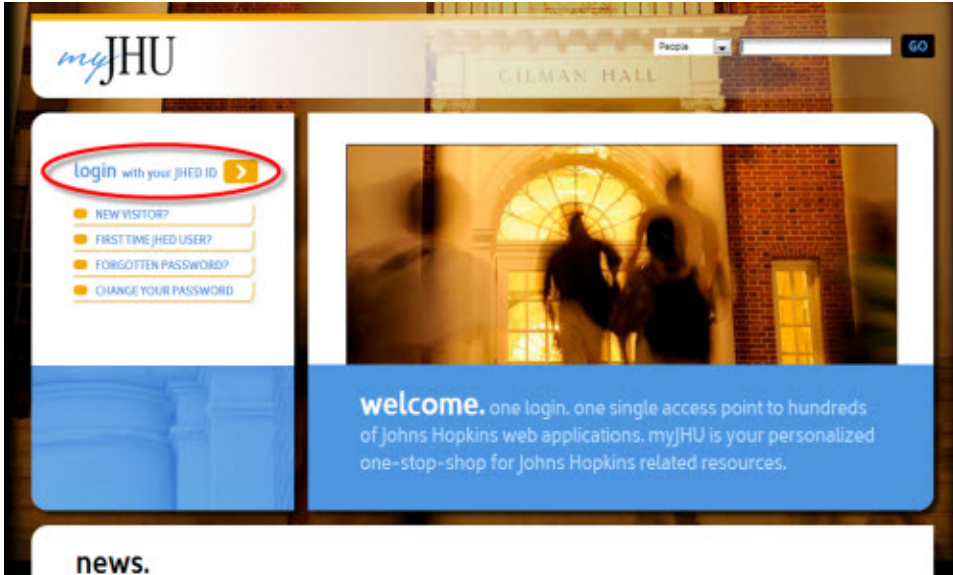 myJHU
People
GO
GILMAN HALL
login with your JHED ID
NEW VISITOR?
FIRST TIME JHED USER?
FORGOTTEN PASSWORD?
CHANGE YOUR PASSWORD
welcome. one login. one single access point to hundreds
of Johns Hopkins web applications. myJHU is your personalized
one-stop-shop for Johns Hopkins related resources.
news.